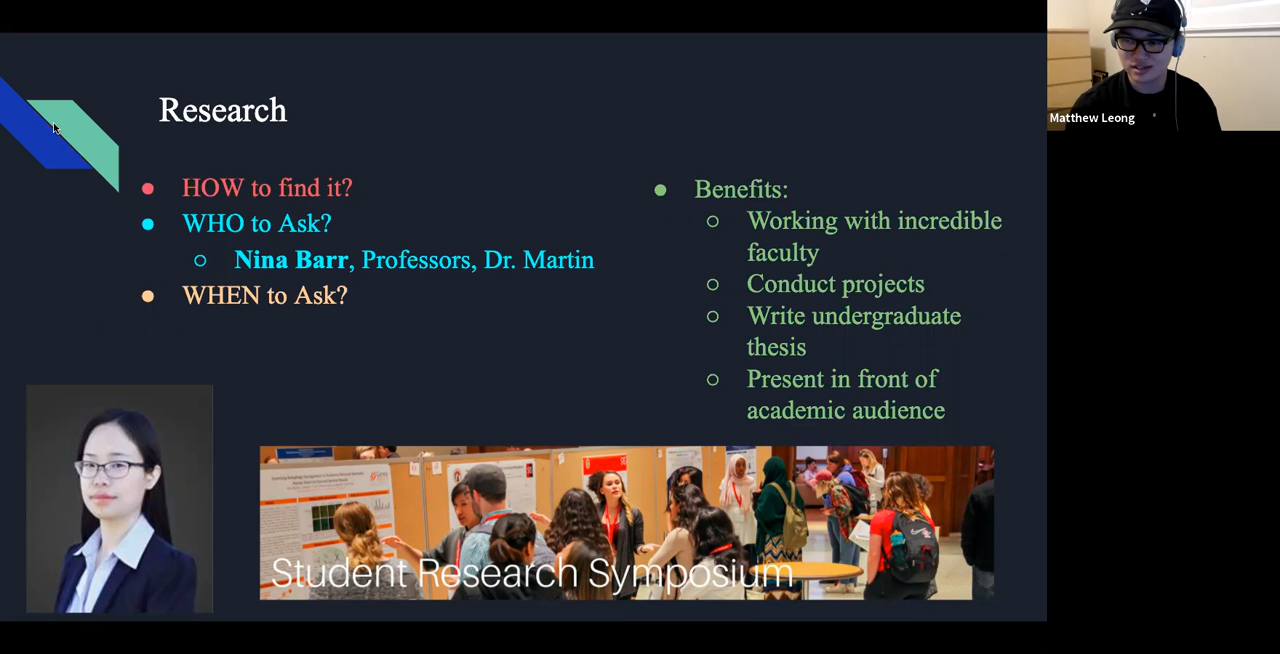 Research
HOW to find it?
WHO to Ask?
Nina Barr, Professors, Dr. Martin
WHEN to Ask?
Benefits:
Working with incredible
faculty
Conduct projects
Write undergraduate
thesis
Present in front of
academic audience
Student Research Symposium
Matthew Leong